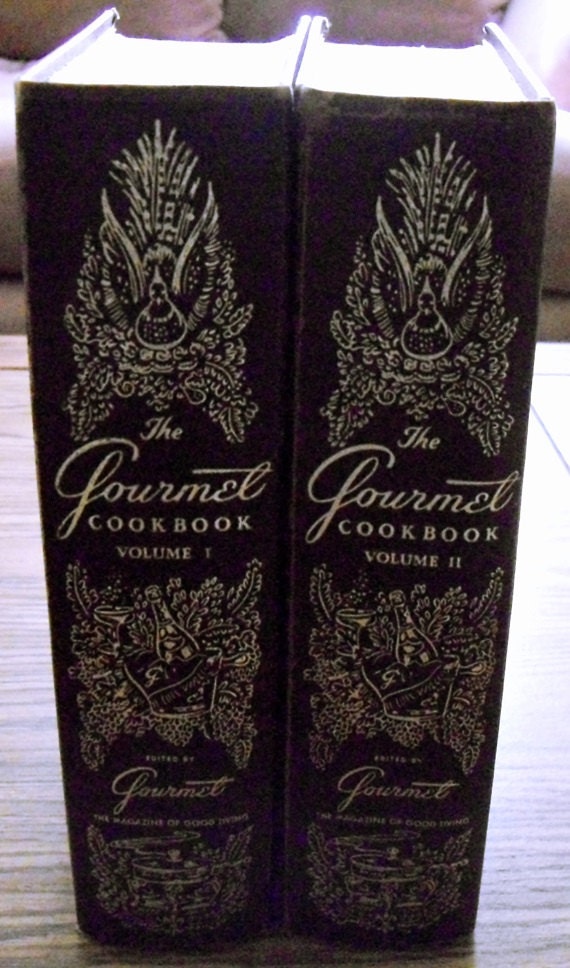 The
Gourmet
COOKBOOK
VOLUME I
EDITED BY
Gourmet
THE MAGAZINE OF GOOD LIVING
The
Gourmet
COOKBOOK
VOLUME II
EDITED BY
Gourmet
THE MAGAZINE OF GOOD LIVING